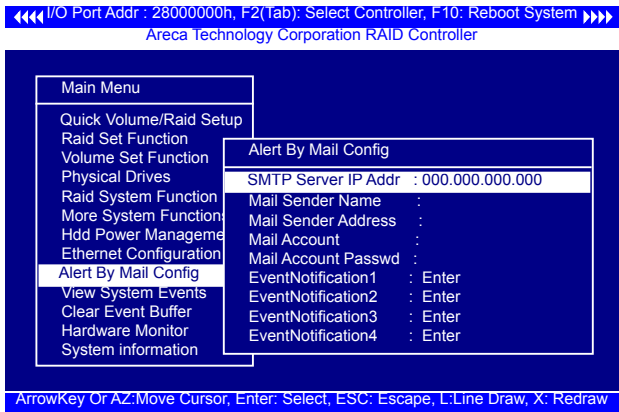 I/O Port Addr : 28000000h, F2(Tab): Select Controller, F10: Reboot System
Areca Technology Corporation RAID Controller
Main Menu
Quick Volume/Raid Setup
Raid Set Function
Volume Set Function
Physical Drives
Raid System Function
More System Functions
Hdd Power Manageme
Ethernet Configuration
Alert By Mail Config
View System Events
Clear Event Buffer
Hardware Monitor
System information
Alert By Mail Config
SMTP Server IP Addr : 000.000.000.000
Mail Sender Name :
Mail Sender Address :
Mail Account :
Mail Account Passwd :
EventNotification1 : Enter
EventNotification2 : Enter
EventNotification3 : Enter
EventNotification4 : Enter
ArrowKey Or AZ:Move Cursor, Enter: Select, ESC: Escape, L:Line Draw, X: Redraw